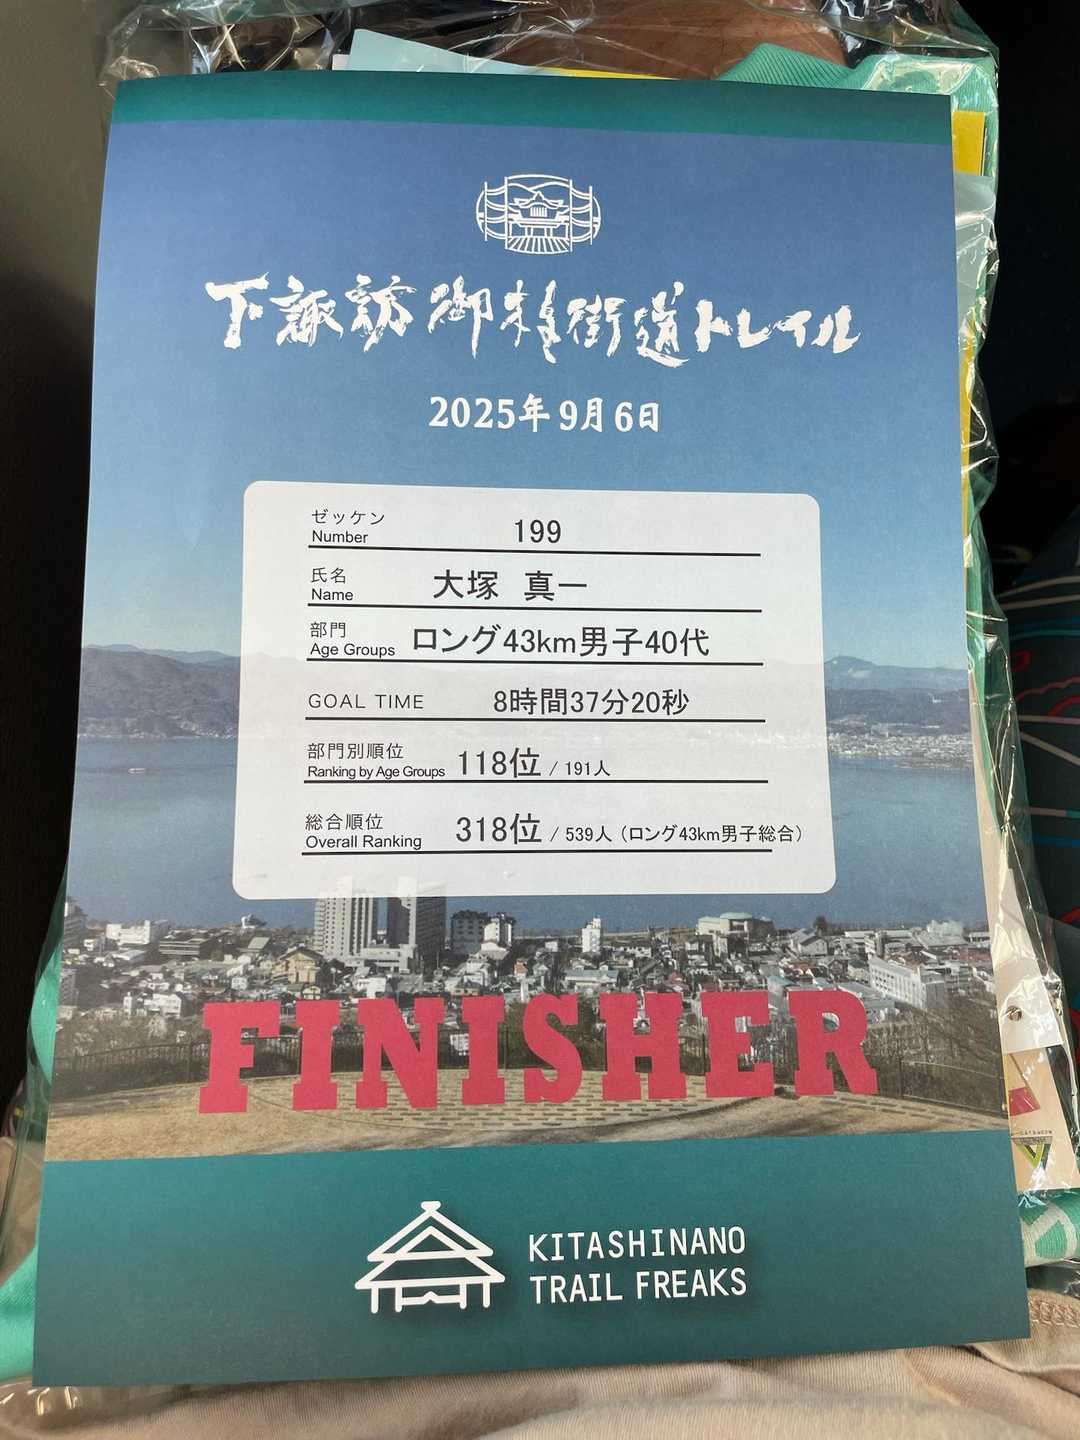 下諏訪御射山街道トレイル
2025年9月6日
ゼッケン
Number 199
氏名
Name 大塚 真一
部門
Age Groups ロング43km男子40代
GOAL TIME 8時間37分20秒
部門別順位
Ranking by Age Groups 118位 / 191人
総合順位
Overall Ranking 318位 / 539人 (ロング43km男子総合)
FINISHER
KITASHINANO
TRAIL FREAKS